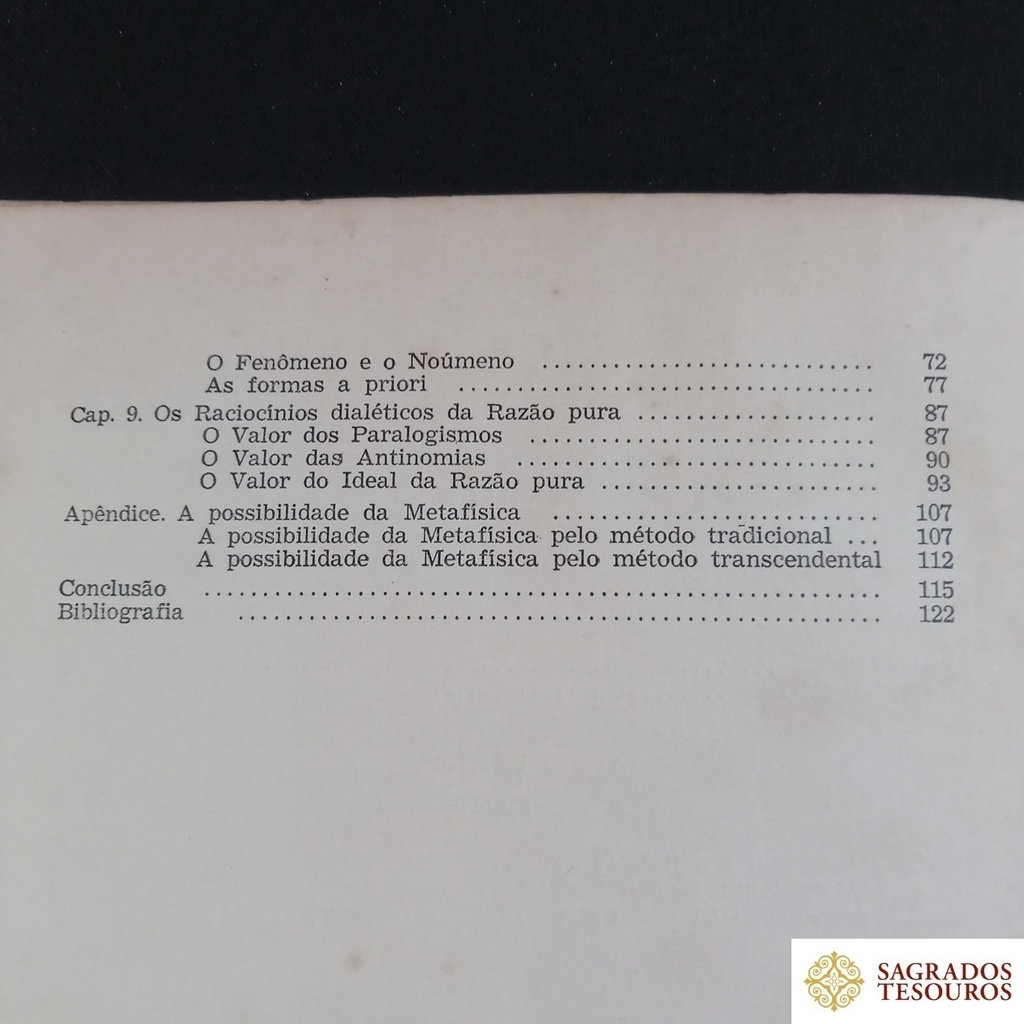 O Fenômeno e o Noúmeno ............................ 72
As formas a priori ................................... 77
Cap. 9. Os Raciocínios dialéticos da Razão pura .................... 87
O Valor dos Paralogismos ............................. 87
O Valor das Antinomias .............................. 90
O Valor do Ideal da Razão pura ....................... 93
Apêndice. A possibilidade da Metafísica ............................ 107
A possibilidade da Metafísica pelo método tradicional ... 107
A possibilidade da Metafísica pelo método transcendental 112
Conclusão ......................................................... 115
Bibliografia ...................................................... 122
SAGRADOS
TESOUROS